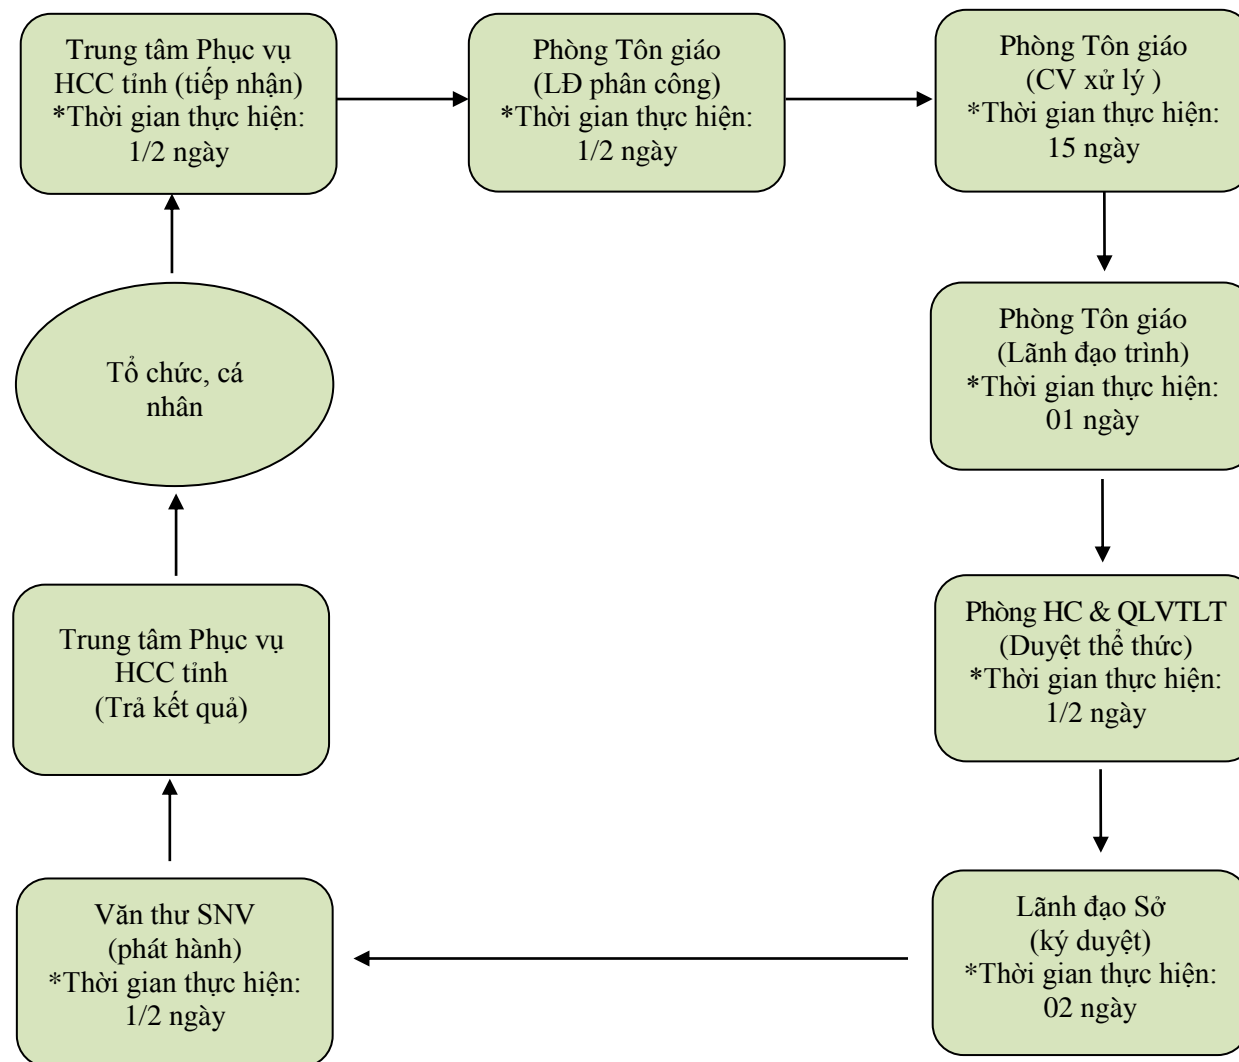 Trung tâm Phục vụ
HCC tỉnh (tiếp nhận)
*Thời gian thực hiện:
1/2 ngày
Phòng Tôn giáo
(LĐ phân công)
*Thời gian thực hiện:
1/2 ngày
Phòng Tôn giáo
(CV xử lý )
*Thời gian thực hiện:
15 ngày
Phòng Tôn giáo
(Lãnh đạo trình)
*Thời gian thực hiện:
01 ngày
Phòng HC & QLVTLT
(Duyệt thể thức)
*Thời gian thực hiện:
1/2 ngày
Lãnh đạo Sở
(ký duyệt)
*Thời gian thực hiện:
02 ngày
Văn thư SNV
(phát hành)
*Thời gian thực hiện:
1/2 ngày
Trung tâm Phục vụ
HCC tỉnh
(Trả kết quả)
Tổ chức, cá
nhân